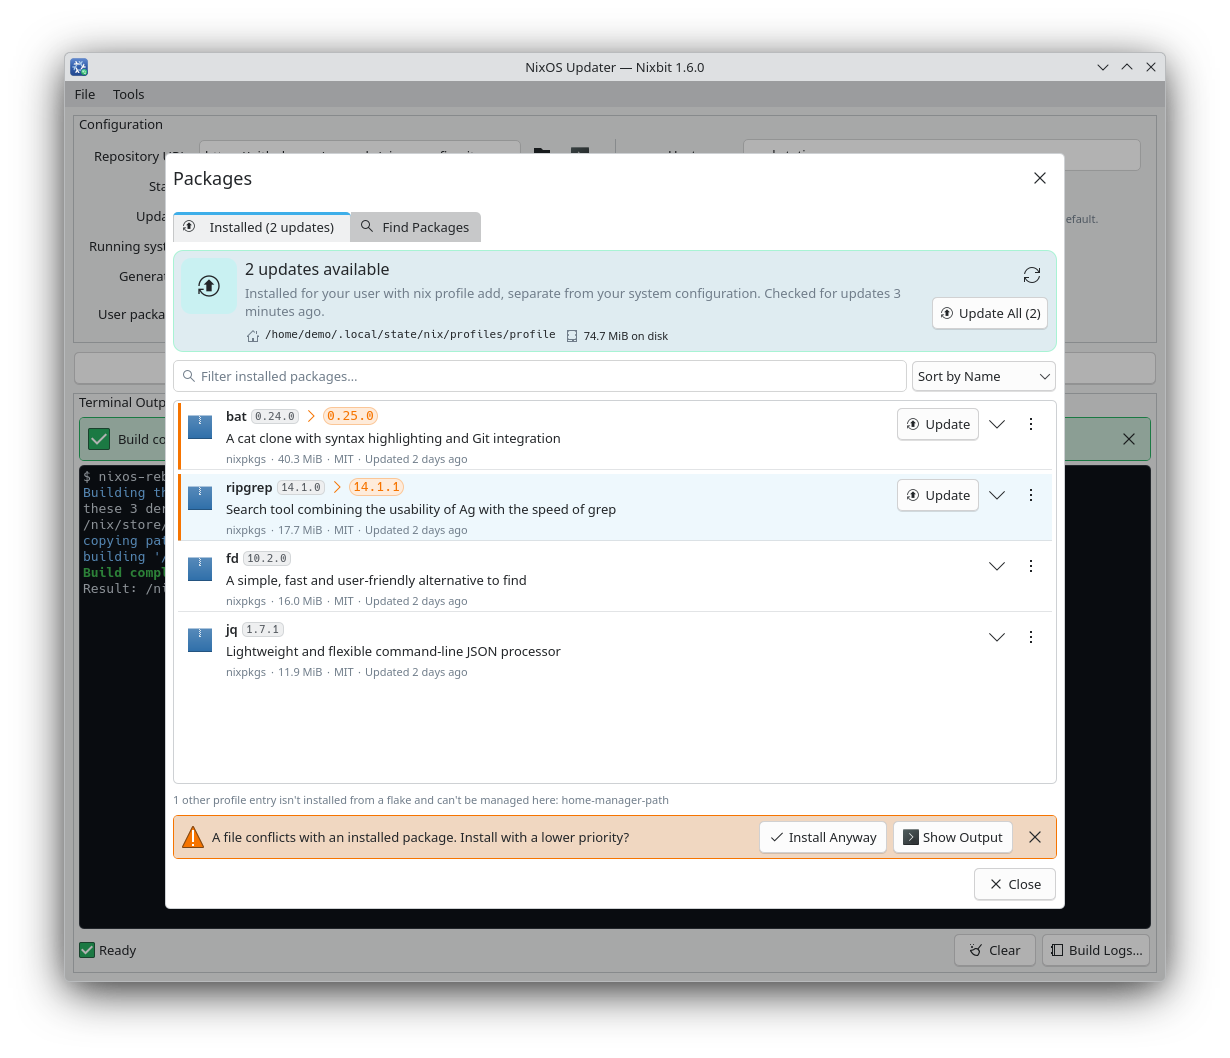 NixOS Updater — Nixbit 1.6.0
File Tools
Configuration
Repository
Packages
Installed (2 updates) Find Packages
efault.
Running
2 updates available
Installed for your user with nix profile add, separate from your system configuration. Checked for updates 3
minutes ago.
Update All (2)
User
/home/demo/.local/state/nix/profiles/profile 74.7 MiB on disk
Filter installed packages... Sort by Name
Terminal
bat 0.24.0 0.25.0
A cat clone with syntax highlighting and Git integration
nixpkgs · 40.3 MiB · MIT · Updated 2 days ago
Update
Build
ripgrep 14.1.0 14.1.1
Search tool combining the usability of Ag with the speed of grep
nixpkgs · 17.7 MiB · MIT · Updated 2 days ago
Update
$ nixos-reb
Building
these 3 der
/nix/store/
copying pat
building '/
Build compl
Result: /ni
fd 10.2.0
A simple, fast and user-friendly alternative to find
nixpkgs · 16.0 MiB · MIT · Updated 2 days ago
jq 1.7.1
Lightweight and flexible command-line JSON processor
nixpkgs · 11.9 MiB · MIT · Updated 2 days ago
1 other profile entry isn't installed from a flake and can't be managed here: home-manager-path
A file conflicts with an installed package. Install with a lower priority? Install Anyway Show Output
Close
Ready Clear Build Logs...